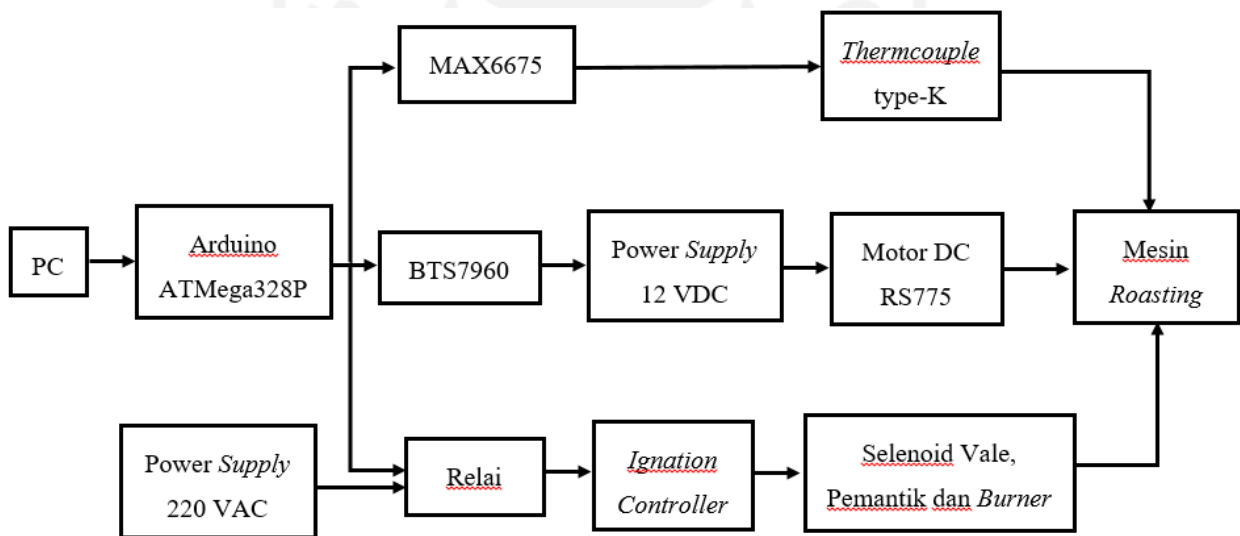 MAX6675
Thermcouple
type-K
PC
Arduino
ATMega328P
BTS7960
Power Supply
12 VDC
Motor DC
RS775
Mesin
Roasting
Power Supply
220 VAC
Relai
Ignation
Controller
Selenoid Vale,
Pemantik dan Burner